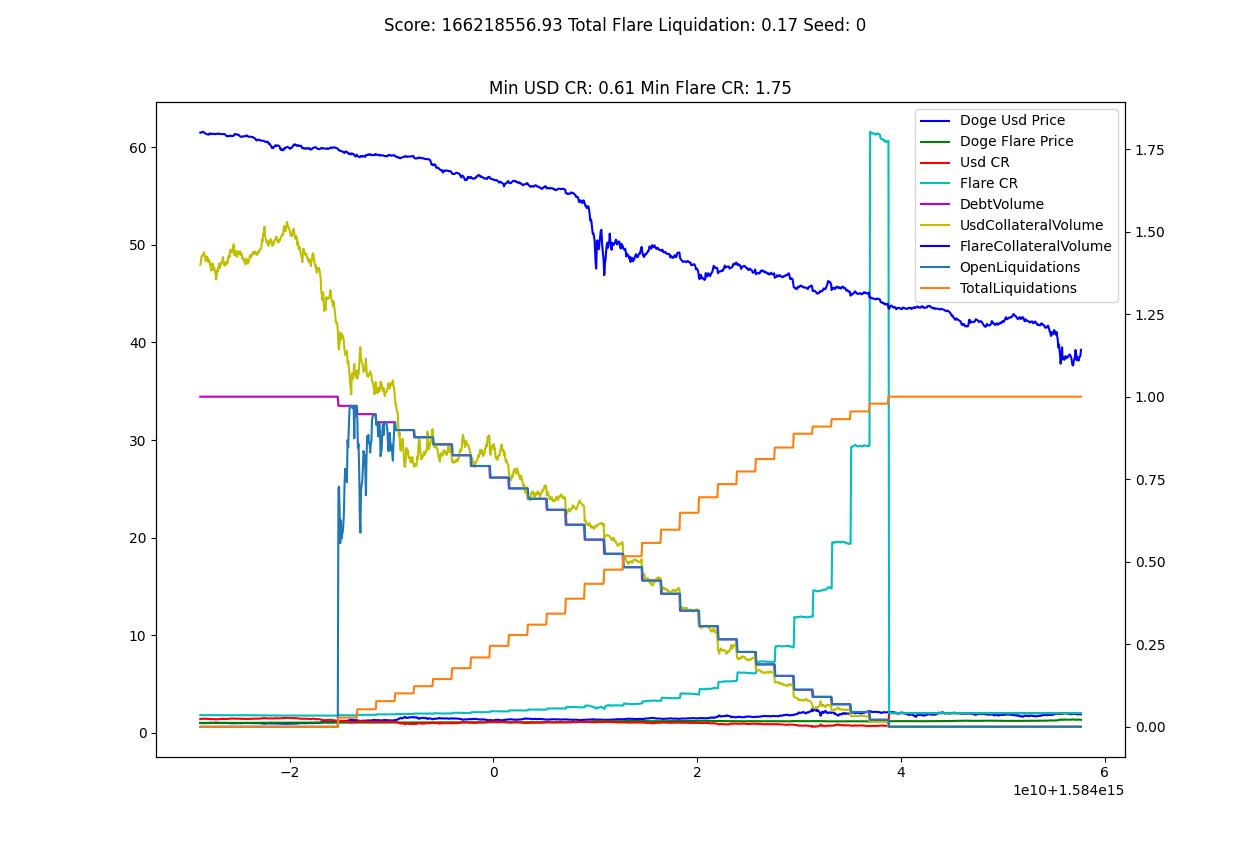 Score: 166218556.93 Total Flare Liquidation: 0.17 Seed: 0
Min USD CR: 0.61 Min Flare CR: 1.75
Doge Usd Price
Doge Flare Price
Usd CR
Flare CR
DebtVolume
UsdCollateralVolume
FlareCollateralVolume
OpenLiquidations
TotalLiquidations
60
50
40
30
20
10
0
1.75
1.50
1.25
1.00
0.75
0.50
0.25
0.00
−2 0 2 4 6
1e10+1.584e15